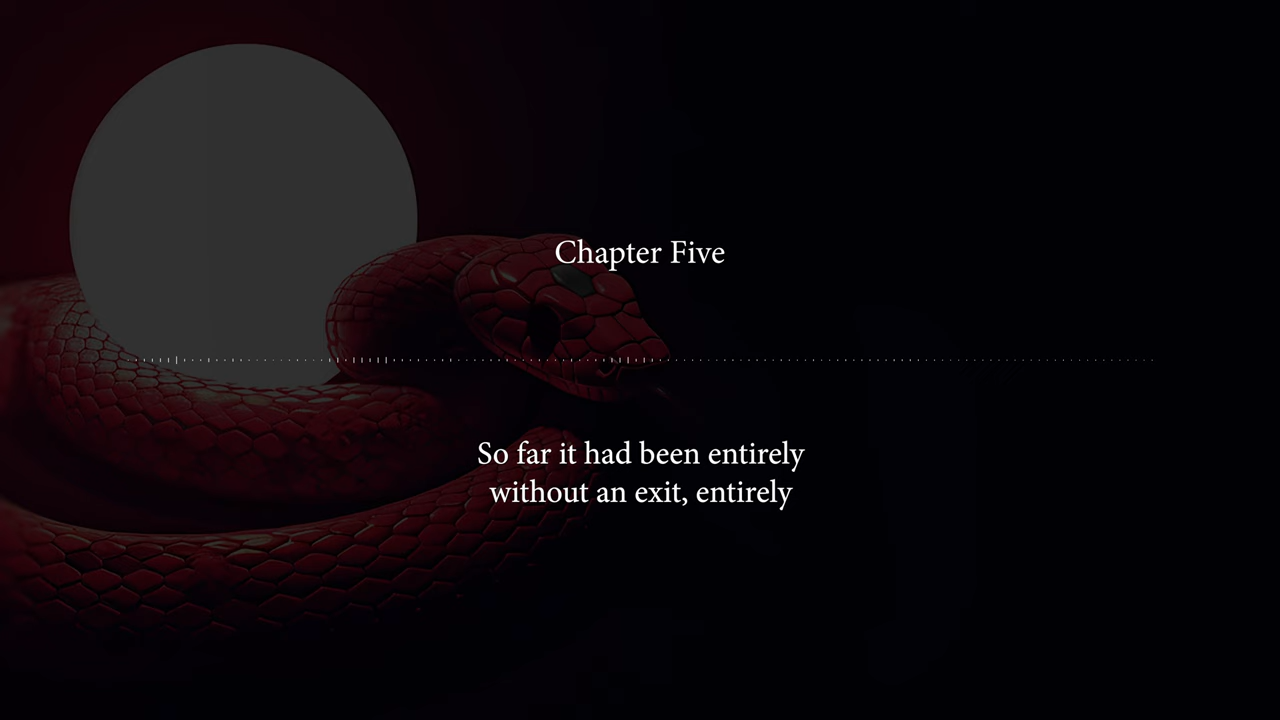 Chapter Five
So far it had been entirely
without an exit, entirely